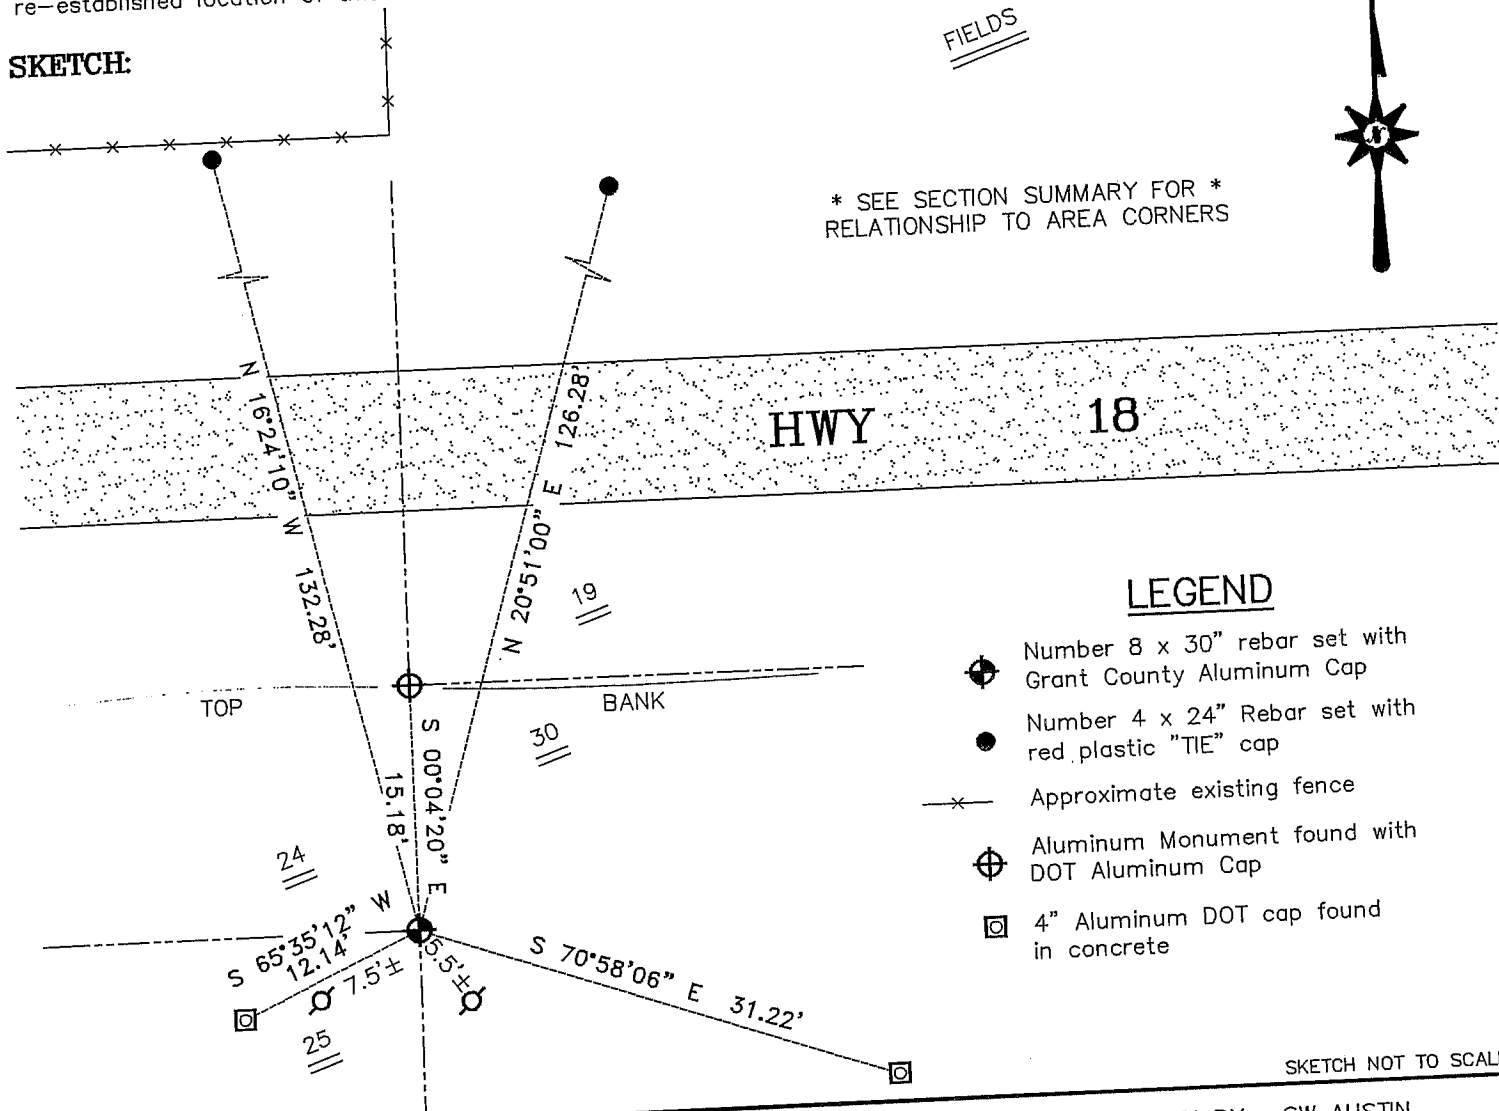 re-established location of
SKETCH:
FIELDS
N
* SEE SECTION SUMMARY FOR *
RELATIONSHIP TO AREA CORNERS
HWY 18
N 16°24'10" W 132.28'
N 20°51'00" E 126.28'
19
TOP
BANK
30
S 00°04'20" E
15.18'
24
S 65°35'12" W
12.14'
7.5'±
5.5'±
S 70°58'06" E 31.22'
25
LEGEND
Number 8 x 30" rebar set with
Grant County Aluminum Cap
Number 4 x 24" Rebar set with
red plastic "TIE" cap
Approximate existing fence
Aluminum Monument found with
DOT Aluminum Cap
4" Aluminum DOT cap found
in concrete
SKETCH NOT TO SCAL
GW AUSTIN